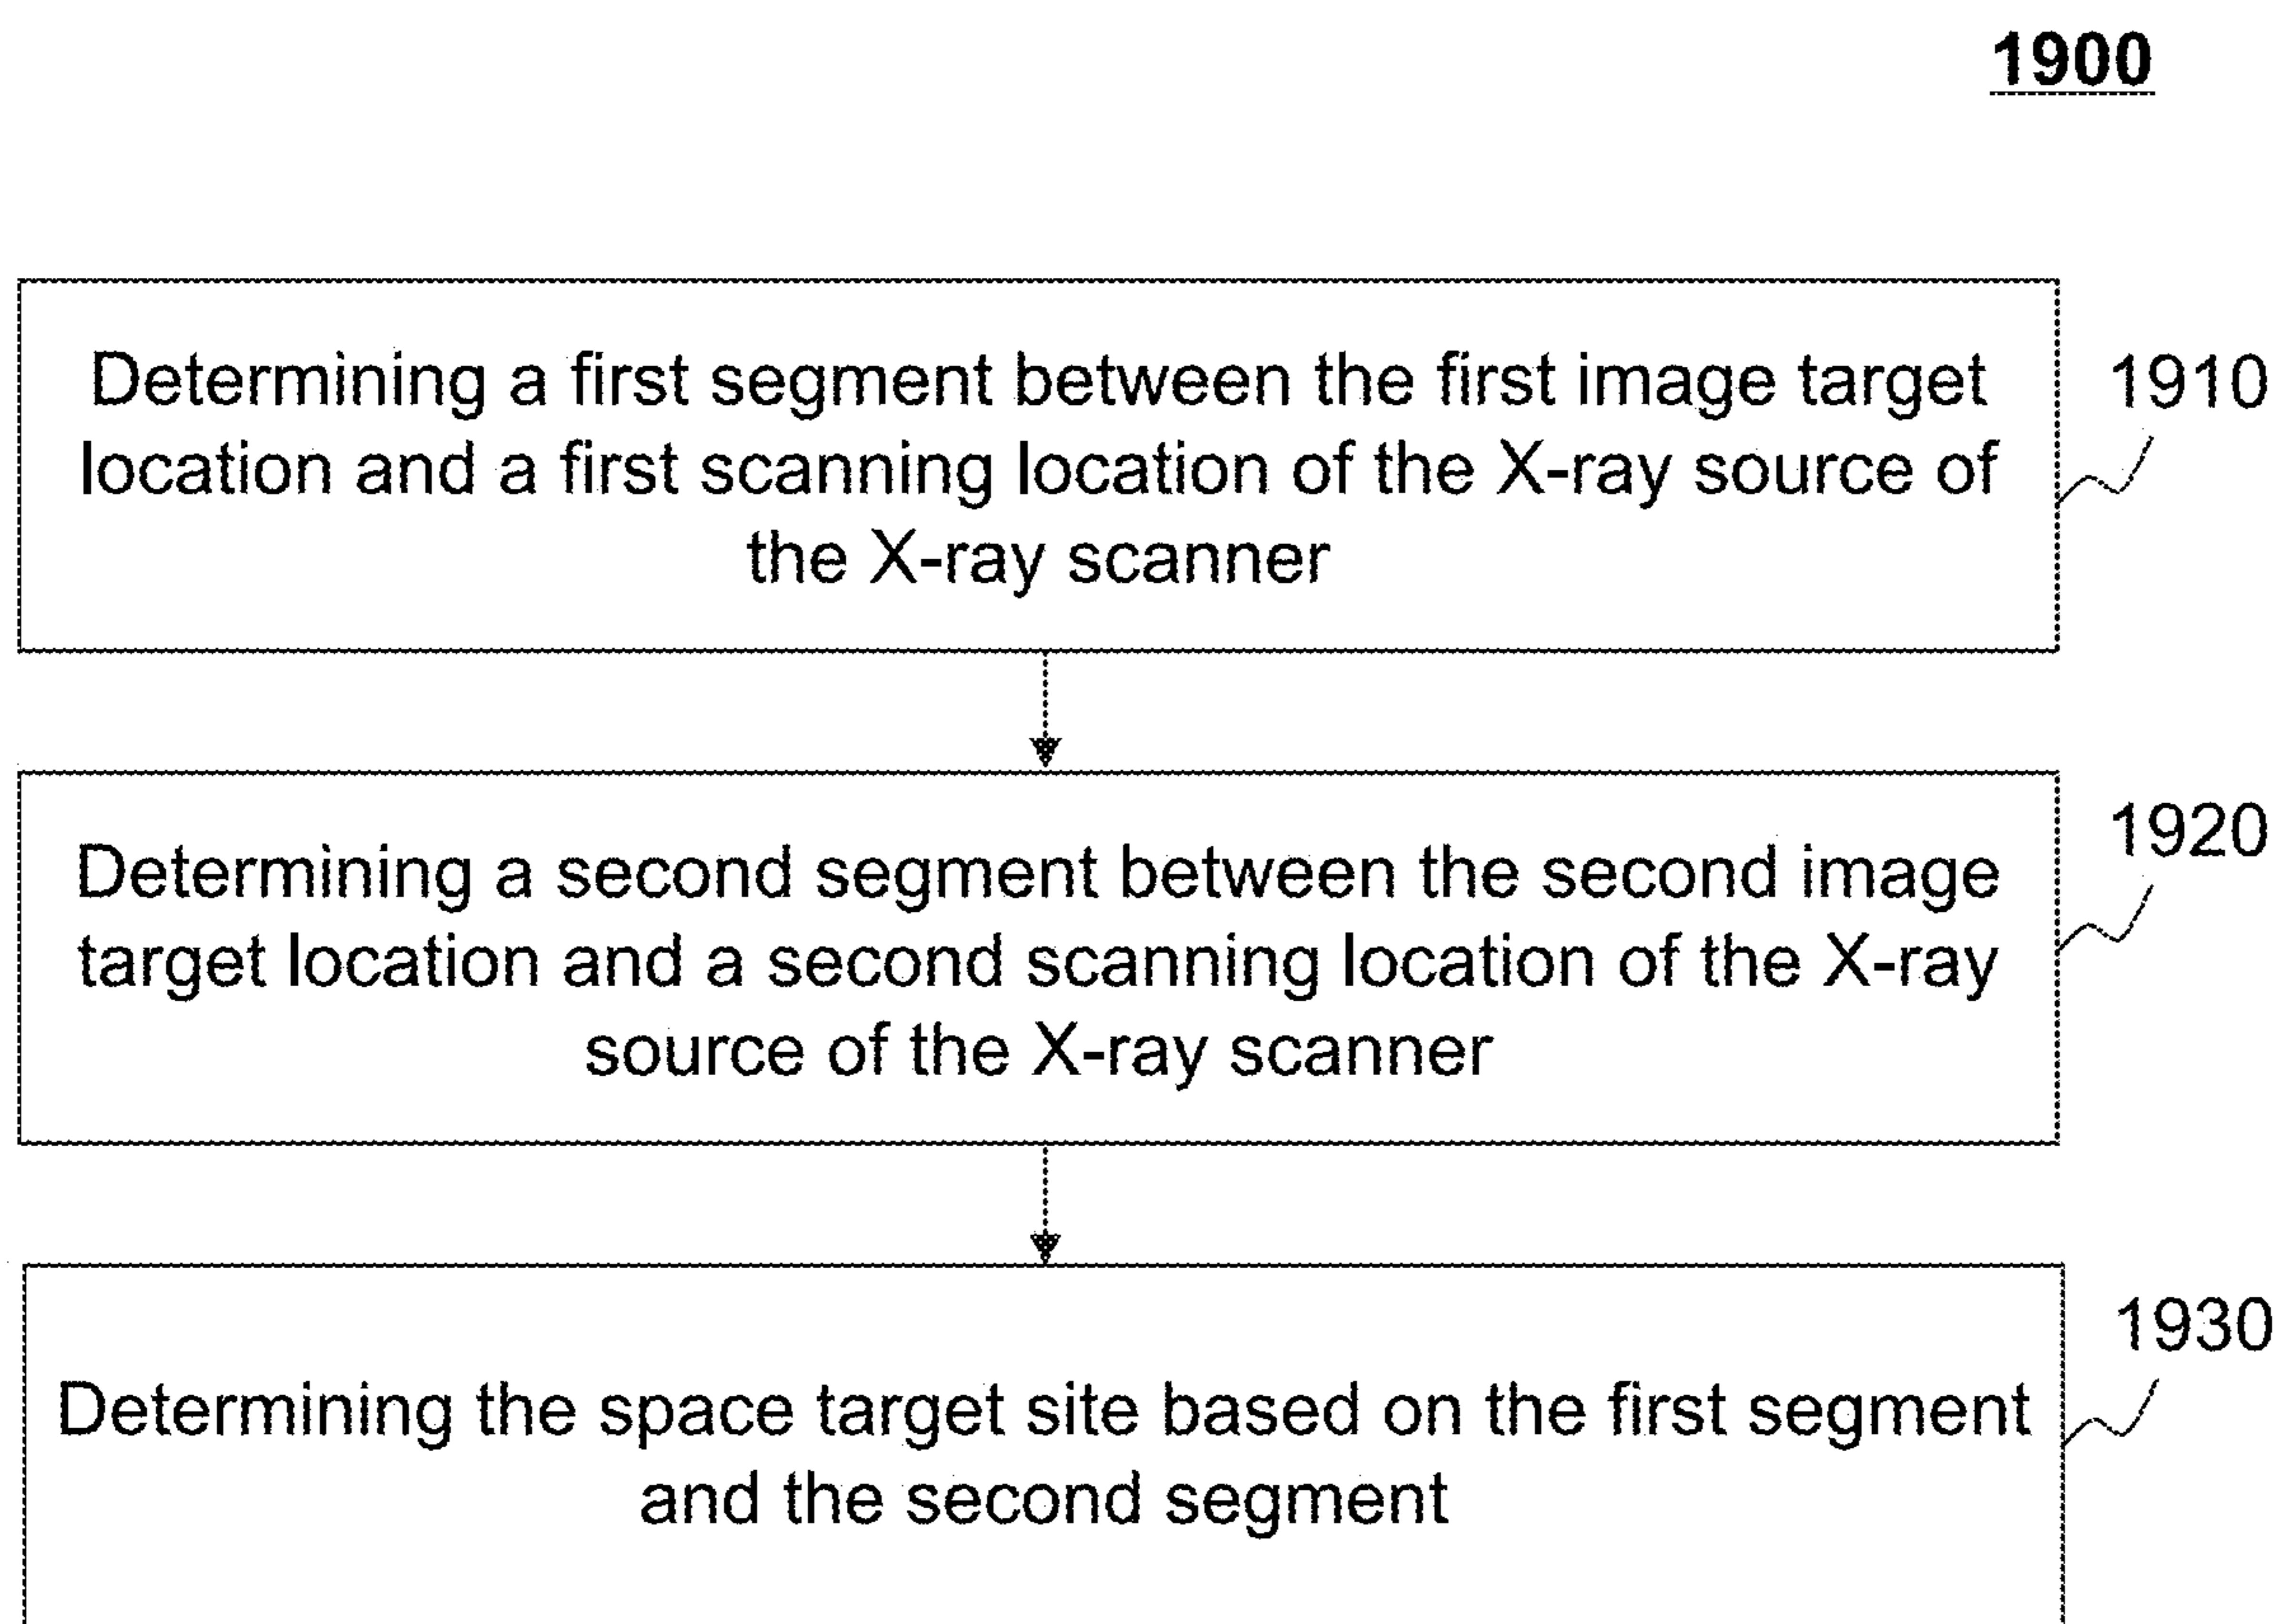 1900
Determining a first segment between the first image target
location and a first scanning location of the X-ray source of
the X-ray scanner
1910
Determining a second segment between the second image
target location and a second scanning location of the X-ray
source of the X-ray scanner
1920
Determining the space target site based on the first segment
and the second segment
1930